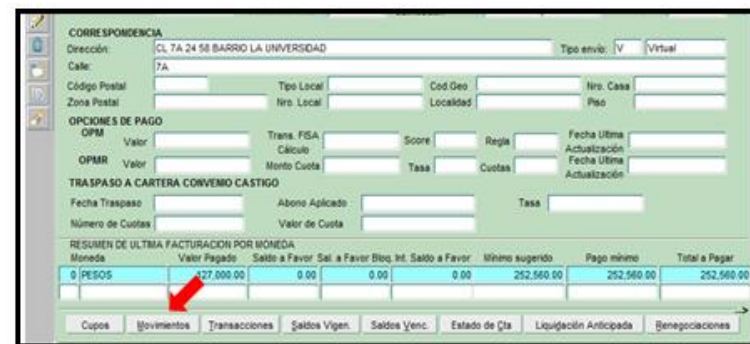 CORRESPONDENCIA
Dirección: CL 7A 24 58 BARRIO LA UNIVERSIDAD Tipo envío: V Virtual
Calle: 7A
Código Postal Tipo Local Cod.Geo Nro. Casa
Zona Postal Nro. Local Localidad Piso
OPCIONES DE PAGO
OPM Valor Trans. FISA Cálculo Score Regla Fecha Ultima Actualización
OPMR Valor Monto Cuota Tasa Cuotas Fecha Ultima Actualización
TRASPASO A CARTERA CONVENIO CASTIGO
Fecha Traspaso Abono Aplicado Tasa
Número de Cuotas Valor de Cuota
RESUMEN DE ULTIMA FACTURACION POR MONEDA
Moneda Valor Pagado Saldo a Favor Sal. a Favor Bloq. Int. Saldo a Favor Mínimo sugerido Pago mínimo Total a Pagar
0 PESOS 427,000.00 0.00 0.00 0.00 252,560.00 252,560.00 252,560.00
Cupos Movimientos Transacciones Saldos Vigen. Saldos Venc. Estado de Cta Liquidación Anticipada Renegociaciones